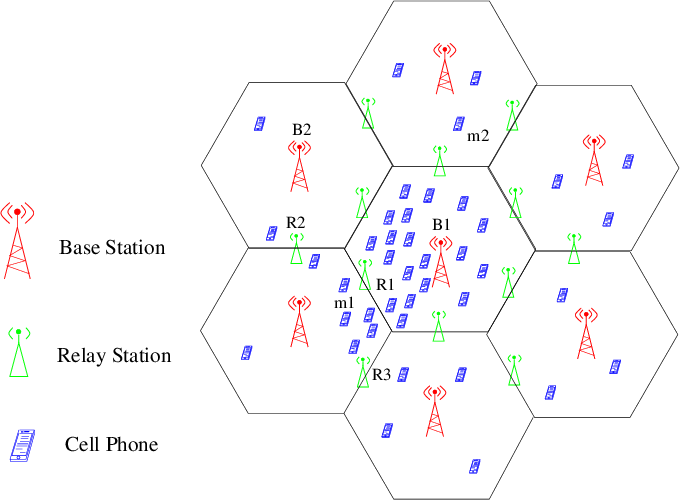 m2
B2
B1
R2
Base Station
R1
m1
Relay Station
R3
Cell Phone